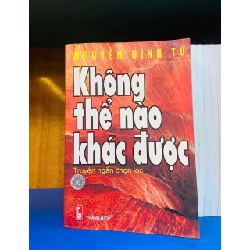 NGUYỄN ĐÌNH TÚ
Không
thể nào
khác được
Truyện ngắn chọn lọc